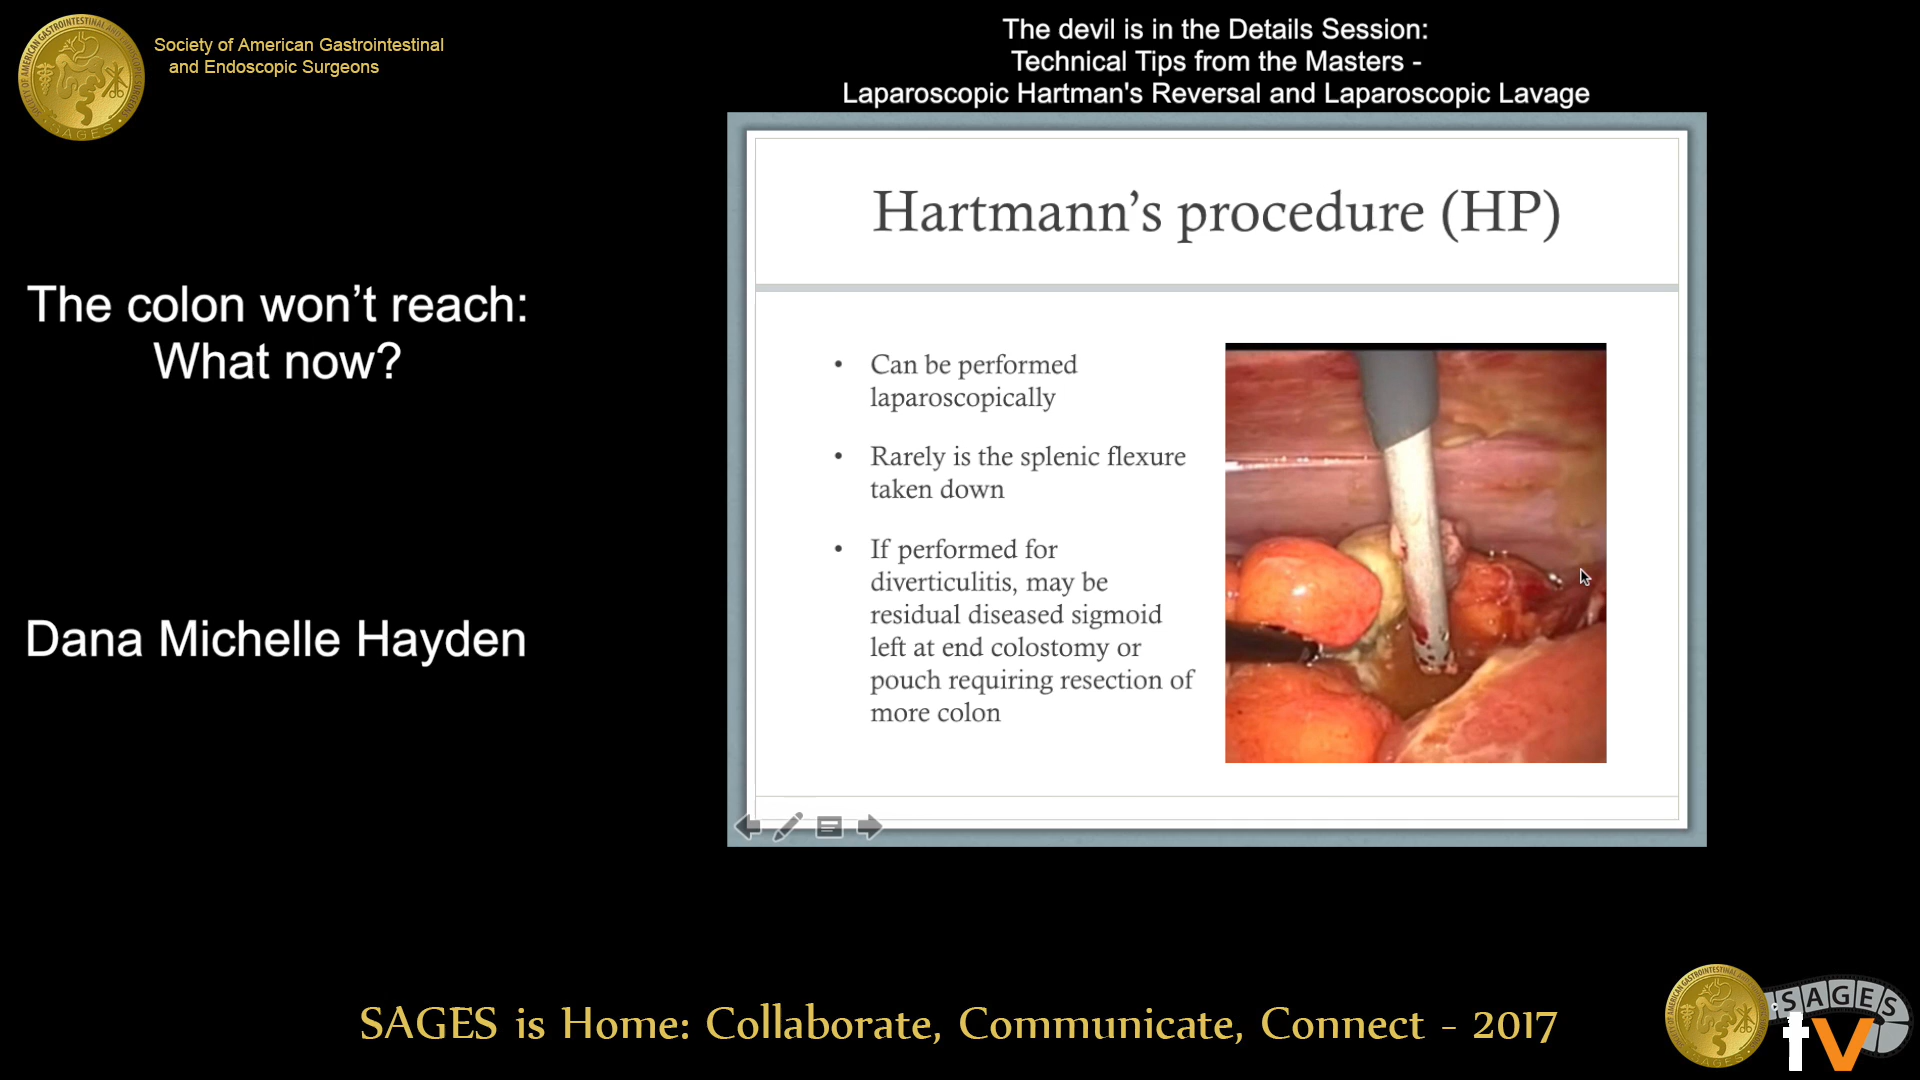 Society of American Gastrointestinal
and Endoscopic Surgeons
The devil is in the Details Session:
Technical Tips from the Masters -
Laparoscopic Hartman's Reversal and Laparoscopic Lavage
The colon won’t reach:
What now?
Dana Michelle Hayden
Hartmann’s procedure (HP)
• Can be performed
laparoscopically
• Rarely is the splenic flexure
taken down
• If performed for
diverticulitis, may be
residual diseased sigmoid
left at end colostomy or
pouch requiring resection of
more colon
SAGES is Home: Collaborate, Communicate, Connect - 2017
SAGES
SAGES
tv